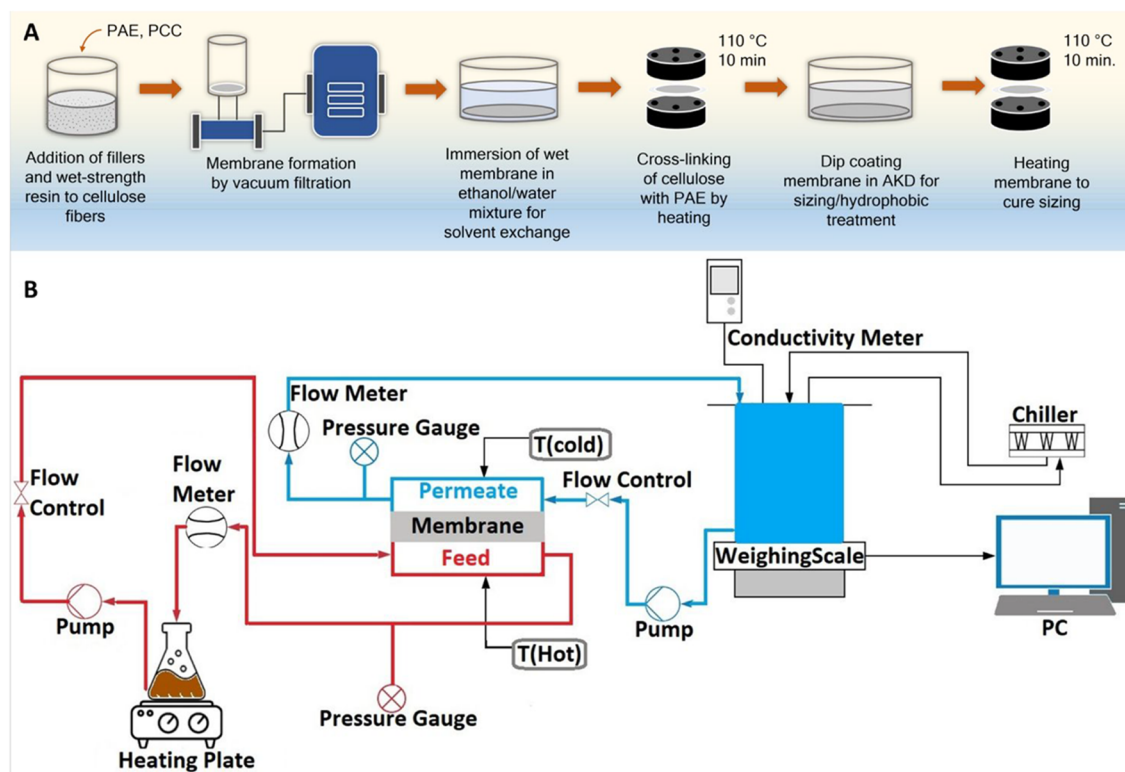 A
PAE, PCC
Addition of fillers
and wet-strength
resin to cellulose
fibers
Membrane formation
by vacuum filtration
Immersion of wet
membrane in
ethanol/water
mixture for
solvent exchange
110 °C
10 min
Cross-linking
of cellulose
with PAE by
heating
Dip coating
membrane in AKD for
sizing/hydrophobic
treatment
110 °C
10 min.
Heating
membrane to
cure sizing
B
Conductivity Meter
Flow Meter
Pressure Gauge
T(cold)
Chiller
Flow
Control
Flow
Meter
Permeate
Flow Control
Membrane
Feed
WeighingScale
Pump
Pump
PC
T(Hot)
Pressure Gauge
Heating Plate